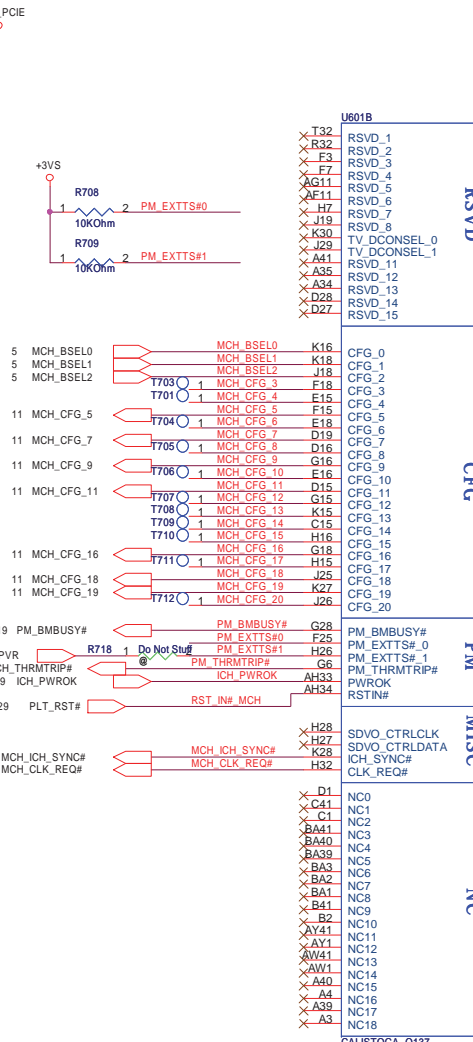 _PCIE
U601B
T32 RSVD_1
R32 RSVD_2
F3 RSVD_3
F7 RSVD_4
AG11 RSVD_5
AF11 RSVD_6
H7 RSVD_7
J19 RSVD_8
K30 TV_DCONSEL_0
J29 TV_DCONSEL_1
A41 RSVD_11
A35 RSVD_12
A34 RSVD_13
D28 RSVD_14
D27 RSVD_15
RSVD
+3VS
R708
1 2 PM_EXTTS#0
10KOhm
R709
1 2 PM_EXTTS#1
10KOhm
5 MCH_BSEL0 MCH_BSEL0 K16 CFG_0
5 MCH_BSEL1 MCH_BSEL1 K18 CFG_1
5 MCH_BSEL2 MCH_BSEL2 J18 CFG_2
T703 1 MCH_CFG_3 F18 CFG_3
T701 1 MCH_CFG_4 E15 CFG_4
11 MCH_CFG_5 MCH_CFG_5 F15 CFG_5
T704 1 MCH_CFG_6 E18 CFG_6
11 MCH_CFG_7 MCH_CFG_7 D19 CFG_7
T705 1 MCH_CFG_8 D16 CFG_8
11 MCH_CFG_9 MCH_CFG_9 G16 CFG_9
T706 1 MCH_CFG_10 E16 CFG_10
11 MCH_CFG_11 MCH_CFG_11 D15 CFG_11
T707 1 MCH_CFG_12 G15 CFG_12
T708 1 MCH_CFG_13 K15 CFG_13
T709 1 MCH_CFG_14 C15 CFG_14
T710 1 MCH_CFG_15 H16 CFG_15
11 MCH_CFG_16 MCH_CFG_16 G18 CFG_16
T711 1 MCH_CFG_17 H15 CFG_17
11 MCH_CFG_18 MCH_CFG_18 J25 CFG_18
11 MCH_CFG_19 MCH_CFG_19 K27 CFG_19
T712 1 MCH_CFG_20 J26 CFG_20
CFG
9 PM_BMBUSY# PM_BMBUSY# G28 PM_BMBUSY#
PM_EXTTS#0 F25 PM_EXTTS#_0
PVR R718 1 Do Not Stuff 2 PM_EXTTS#1 H26 PM_EXTTS#_1
@
CH_THRMTRIP# PM_THRMTRIP# G6 PM_THRMTRIP#
9 ICH_PWROK ICH_PWROK AH33 PWROK
29 PLT_RST# RST_IN#_MCH AH34 RSTIN#
PM
H28 SDVO_CTRLCLK
H27 SDVO_CTRLDATA
MCH_ICH_SYNC# MCH_ICH_SYNC# K28 ICH_SYNC#
MCH_CLK_REQ# MCH_CLK_REQ# H32 CLK_REQ#
MISC
D1 NC0
C41 NC1
C1 NC2
BA41 NC3
BA40 NC4
BA39 NC5
BA3 NC6
BA2 NC7
BA1 NC8
B41 NC9
B2 NC10
AY41 NC11
AY1 NC12
AW41 NC13
AW1 NC14
A40 NC15
A4 NC16
A39 NC17
A3 NC18
NC
CALISTOGA_Q137